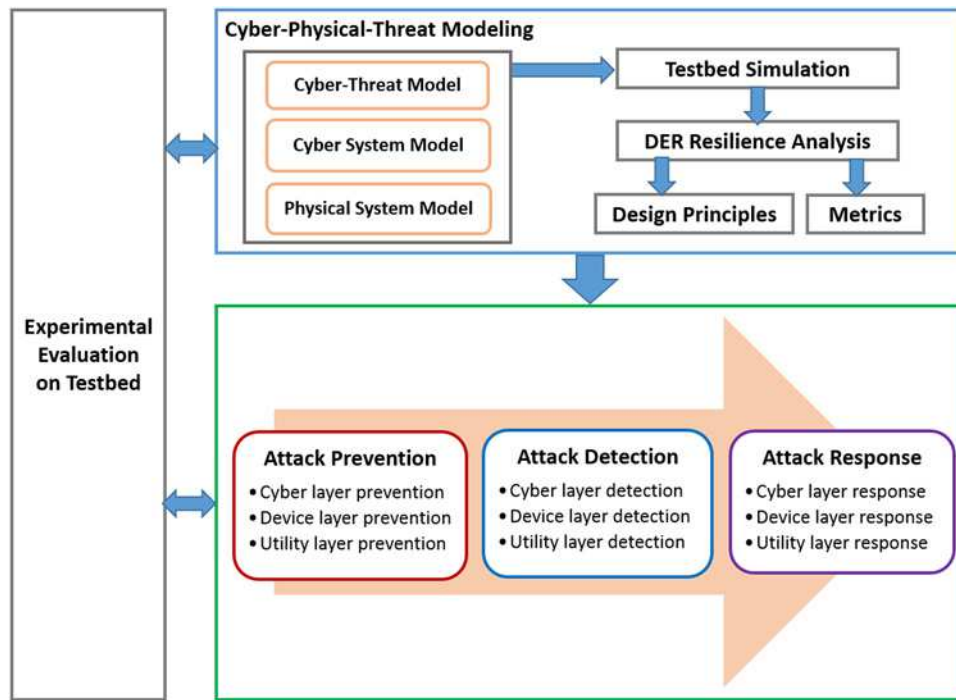 Cyber-Physical-Threat Modeling
Cyber-Threat Model
Cyber System Model
Physical System Model
Testbed Simulation
DER Resilience Analysis
Design Principles
Metrics
Experimental
Evaluation
on Testbed
Attack Prevention
• Cyber layer prevention
• Device layer prevention
• Utility layer prevention
Attack Detection
• Cyber layer detection
• Device layer detection
• Utility layer detection
Attack Response
• Cyber layer response
• Device layer response
• Utility layer response